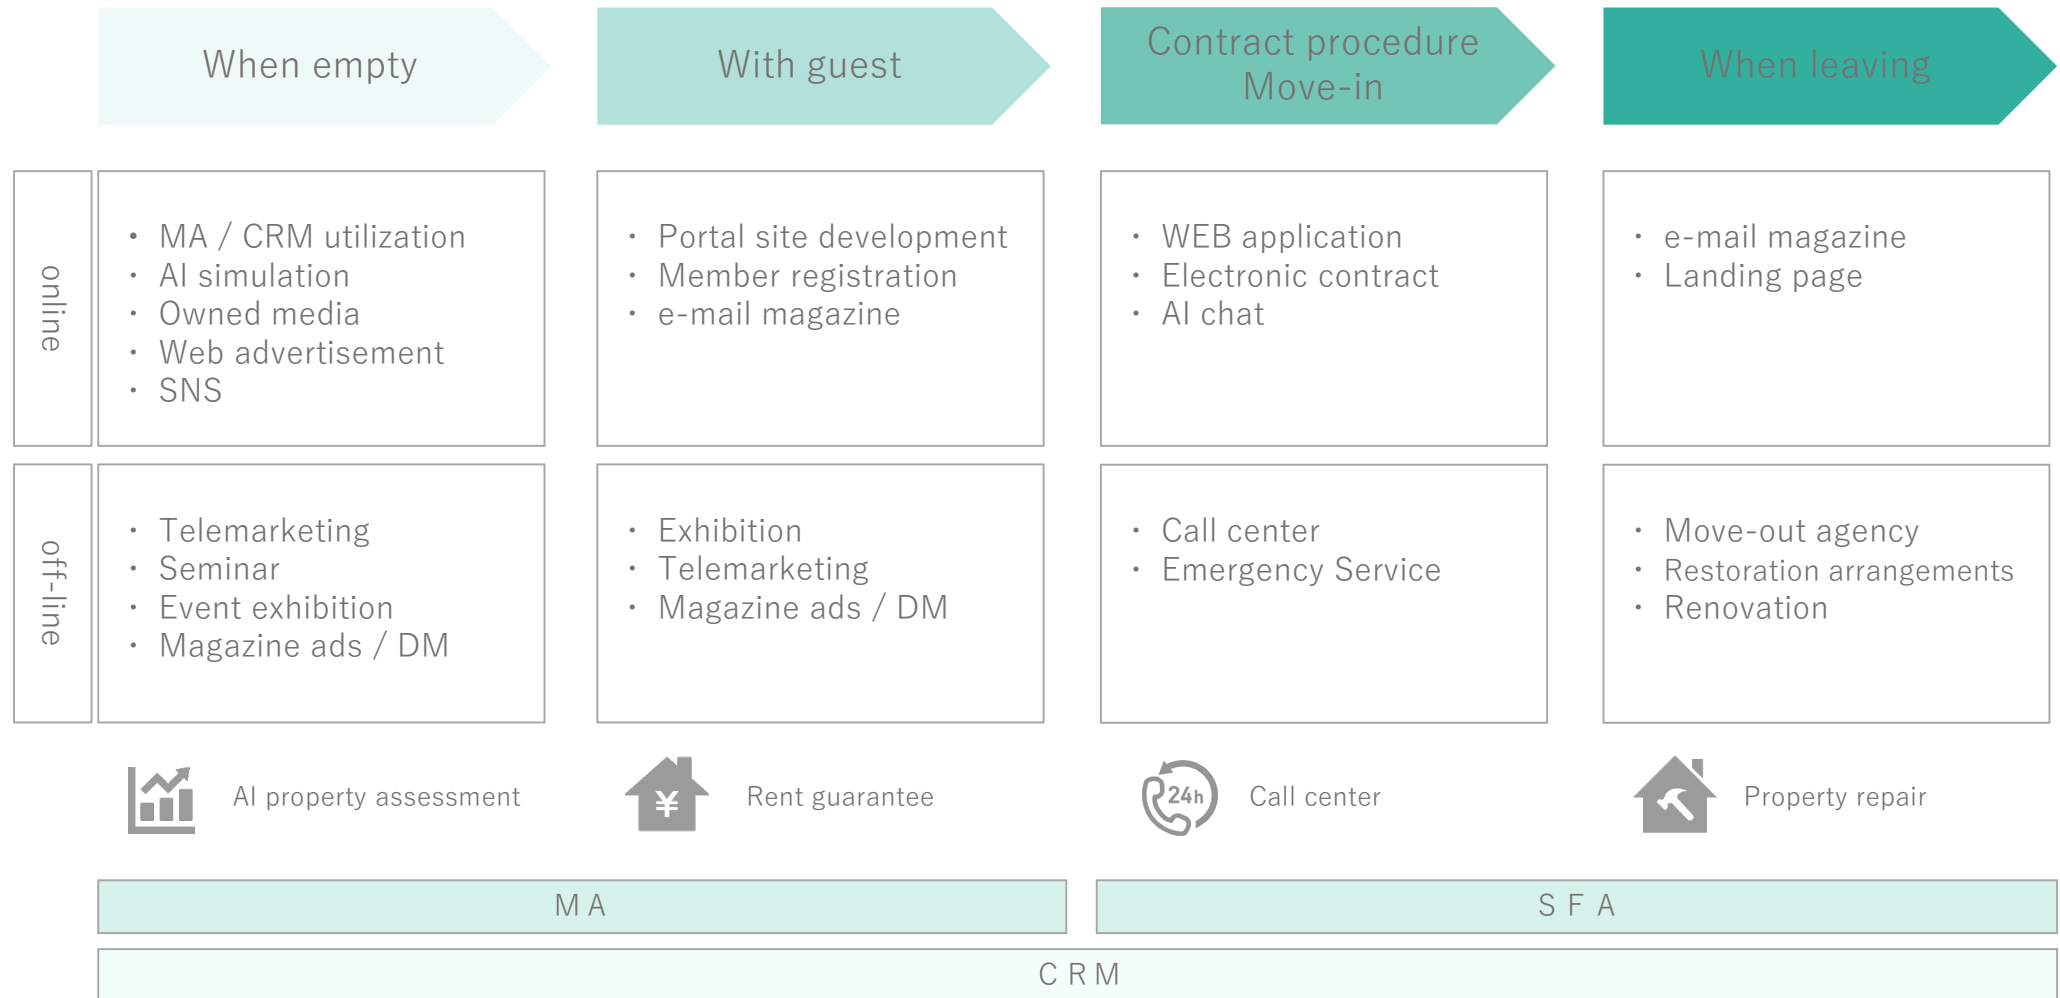 When empty
With guest
Contract procedure
Move-in
When leaving
online
・ MA / CRM utilization
・ AI simulation
・ Owned media
・ Web advertisement
・ SNS
・ Portal site development
・ Member registration
・ e-mail magazine
・ WEB application
・ Electronic contract
・ AI chat
・ e-mail magazine
・ Landing page
off-line
・ Telemarketing
・ Seminar
・ Event exhibition
・ Magazine ads / DM
・ Exhibition
・ Telemarketing
・ Magazine ads / DM
・ Call center
・ Emergency Service
・ Move-out agency
・ Restoration arrangements
・ Renovation
AI property assessment
¥
Rent guarantee
24h
Call center
Property repair
MA
SFA
CRM